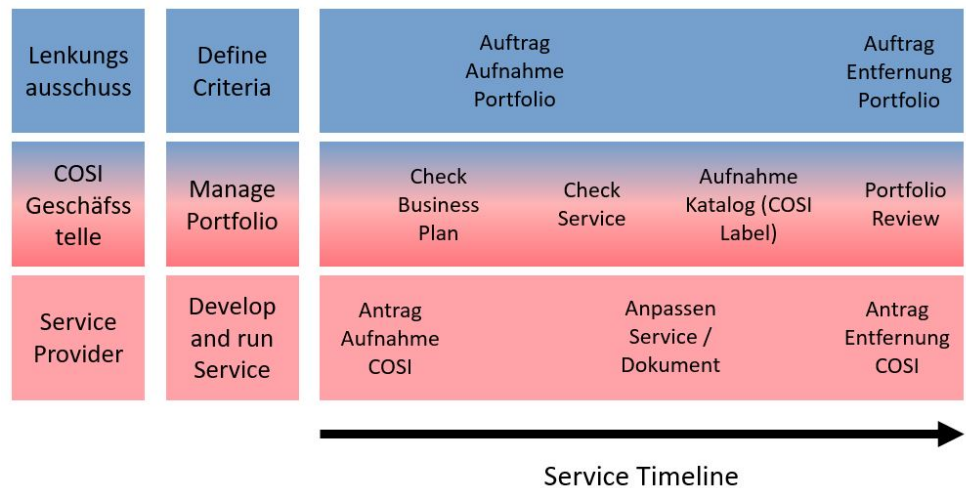 Lenkungs
ausschuss
Define
Criteria
Auftrag
Aufnahme
Portfolio
Auftrag
Entfernung
Portfolio
COSI
Geschäfss
telle
Manage
Portfolio
Check
Business
Plan
Check
Service
Aufnahme
Katalog (COSI
Label)
Portfolio
Review
Service
Provider
Develop
and run
Service
Antrag
Aufnahme
COSI
Anpassen
Service /
Dokument
Antrag
Entfernung
COSI
Service Timeline